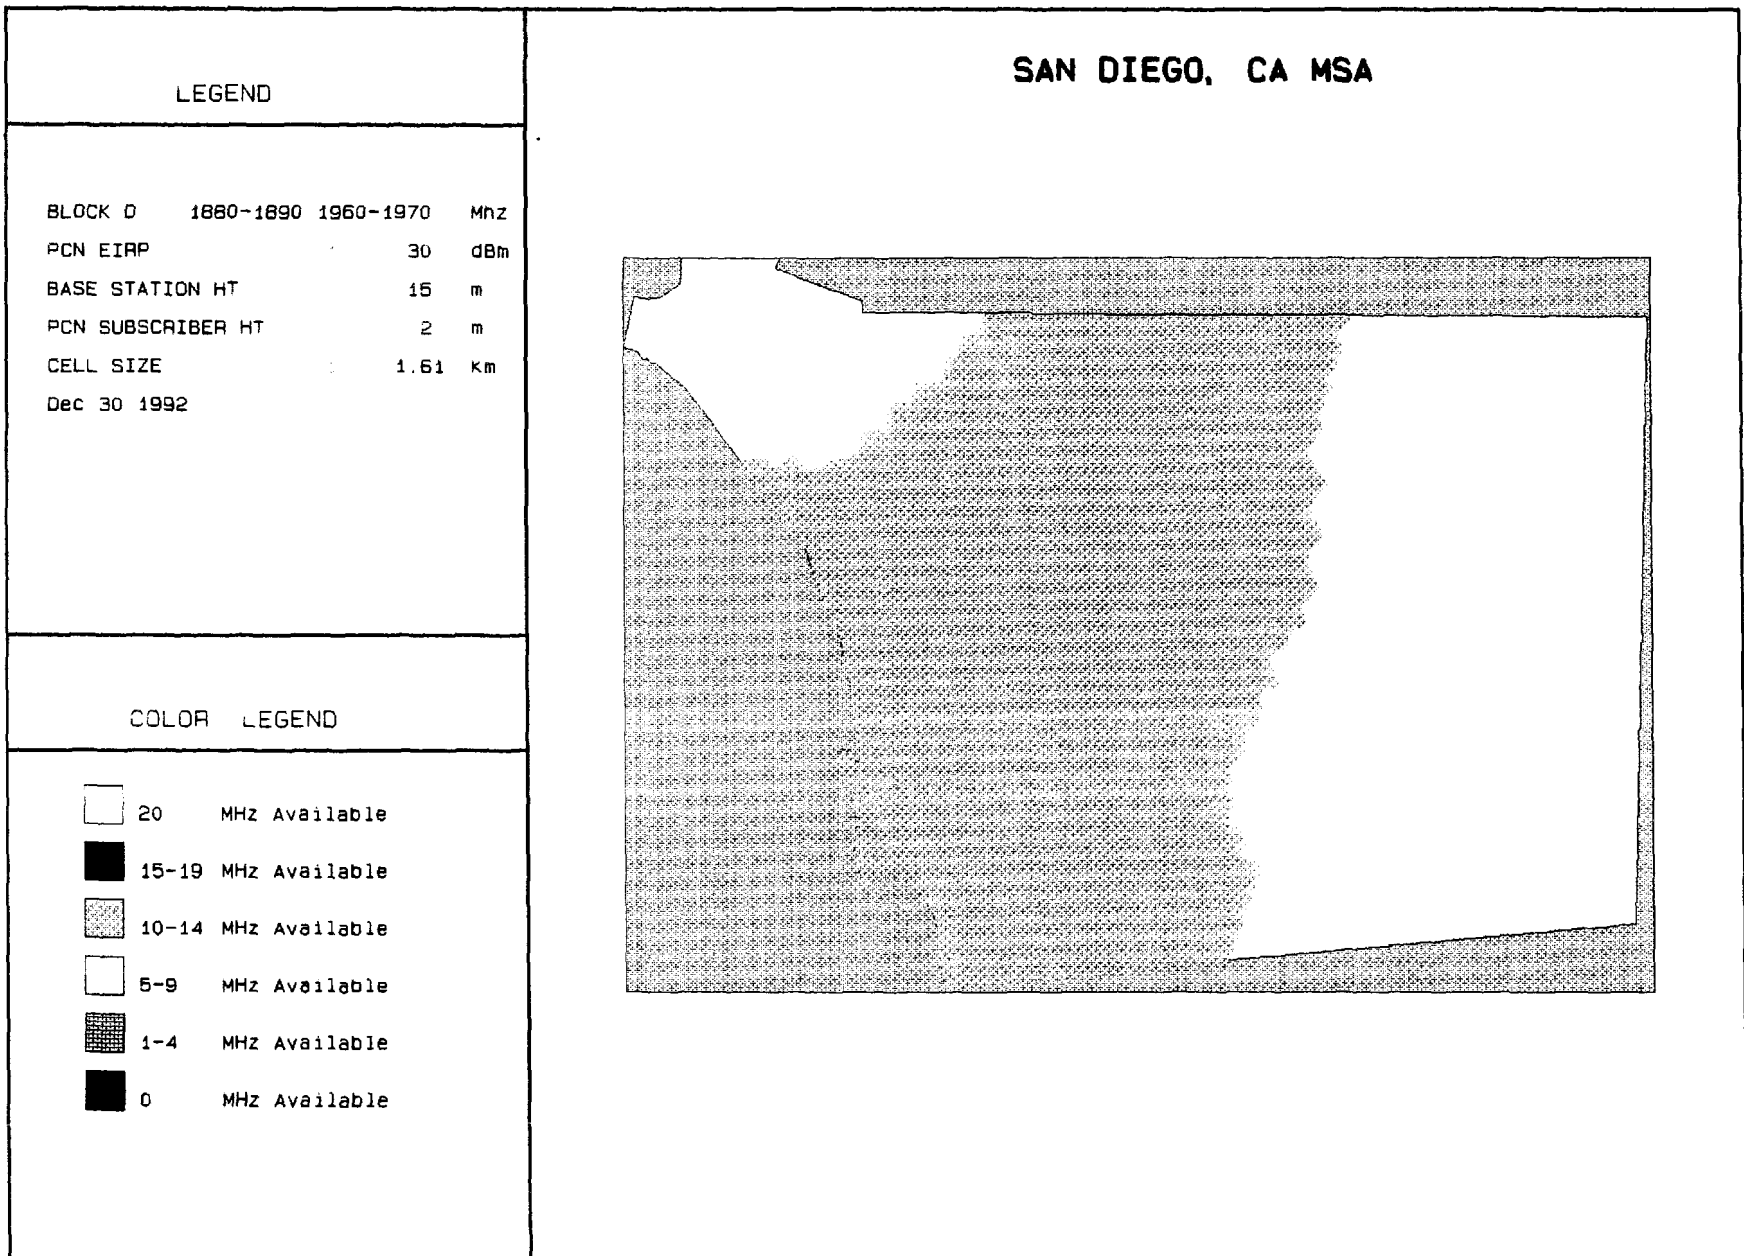 LEGEND
BLOCK D 1880-1890 1960-1970 Mhz
PCN EIRP 30 dBm
BASE STATION HT 15 m
PCN SUBSCRIBER HT 2 m
CELL SIZE : 1.61 Km
Dec 30 1992
COLOR LEGEND
20 MHz Available
15-19 MHz Available
10-14 MHz Available
5-9 MHz Available
1-4 MHz Available
0 MHz Available
SAN DIEGO, CA MSA